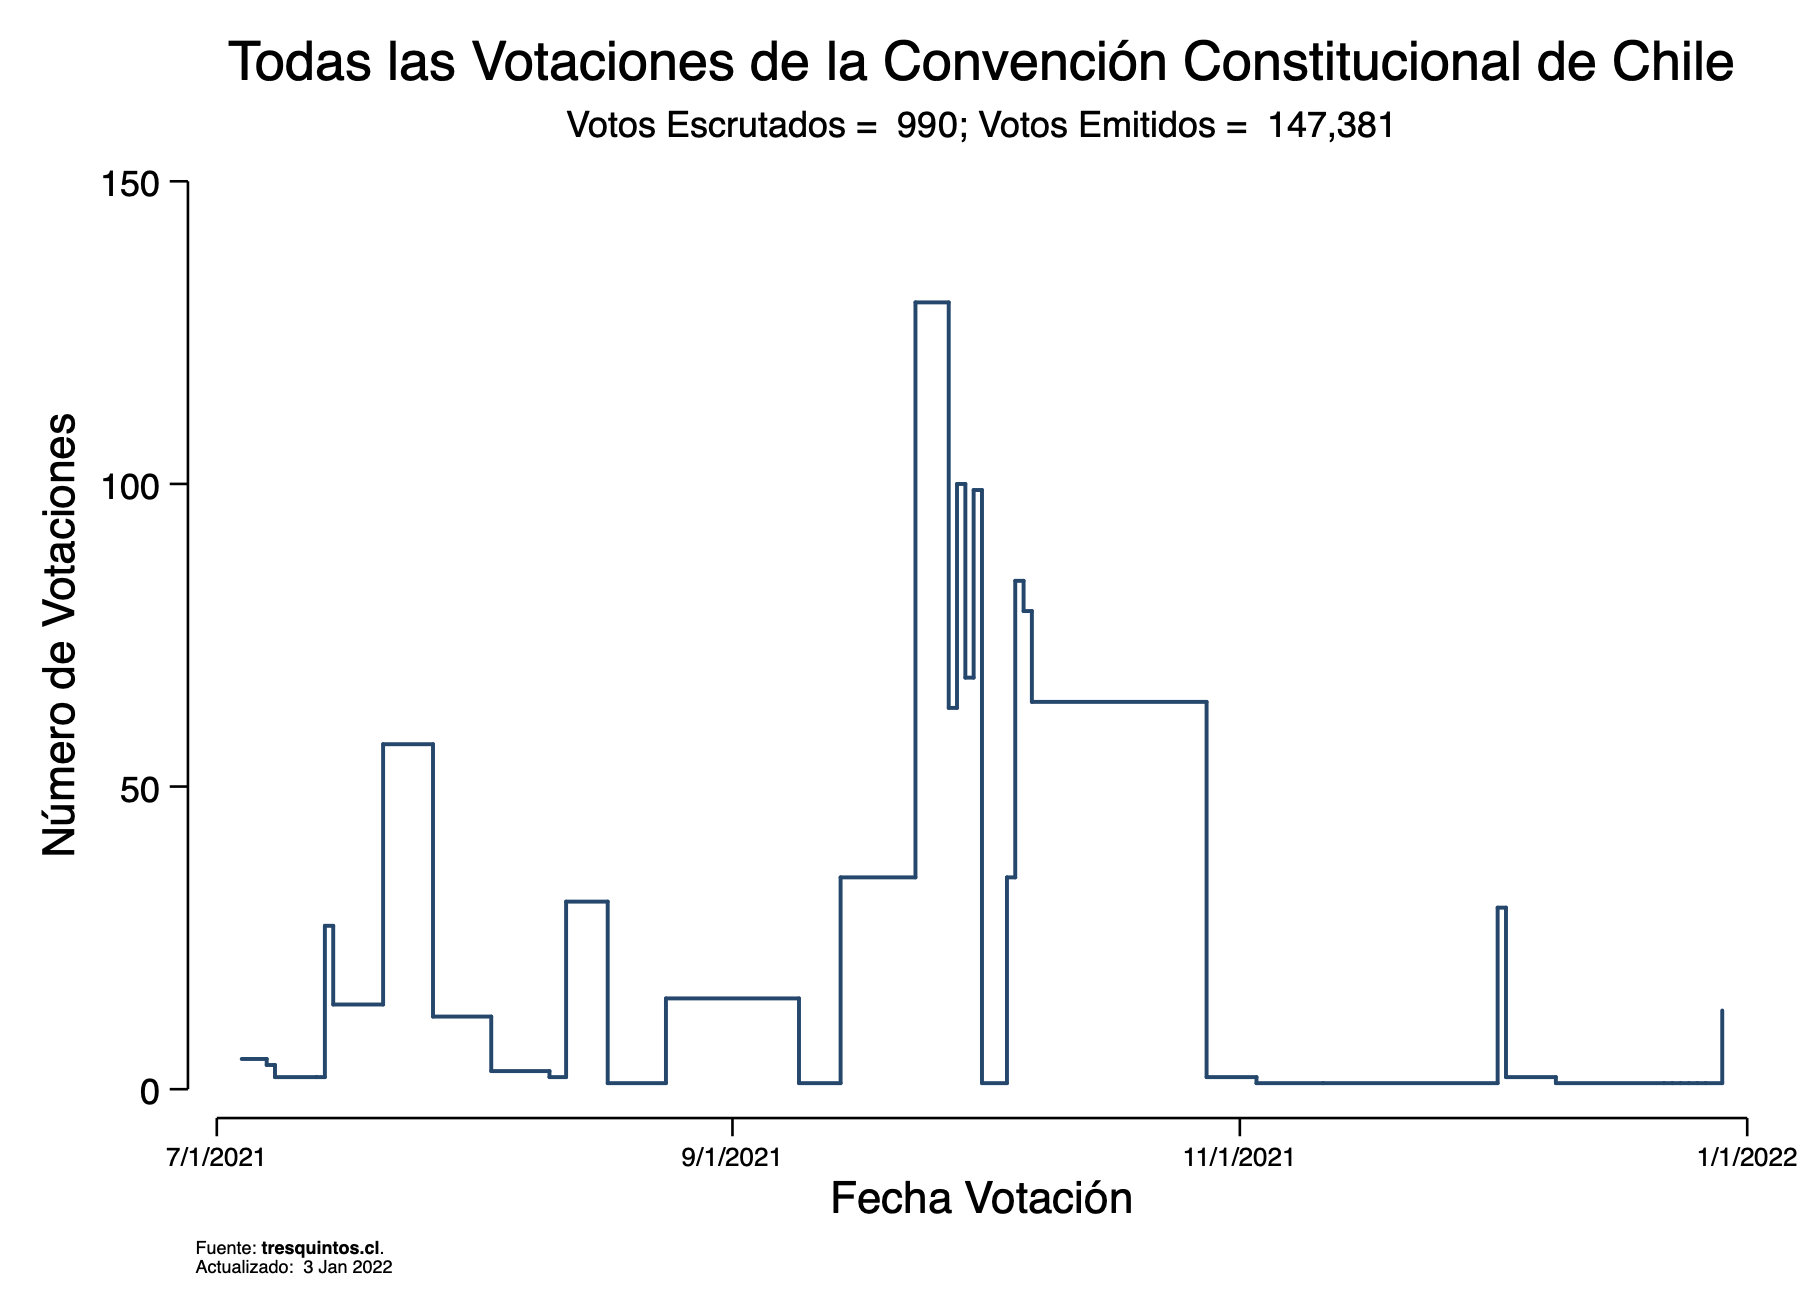 Todas las Votaciones de la Convención Constitucional de Chile
Votos Escrutados =  990; Votos Emitidos =  147,381
150
100
50
0
Número de Votaciones
7/1/2021
9/1/2021
11/1/2021
1/1/2022
Fecha Votación
Fuente: tresquintos.cl.
Actualizado:  3 Jan 2022